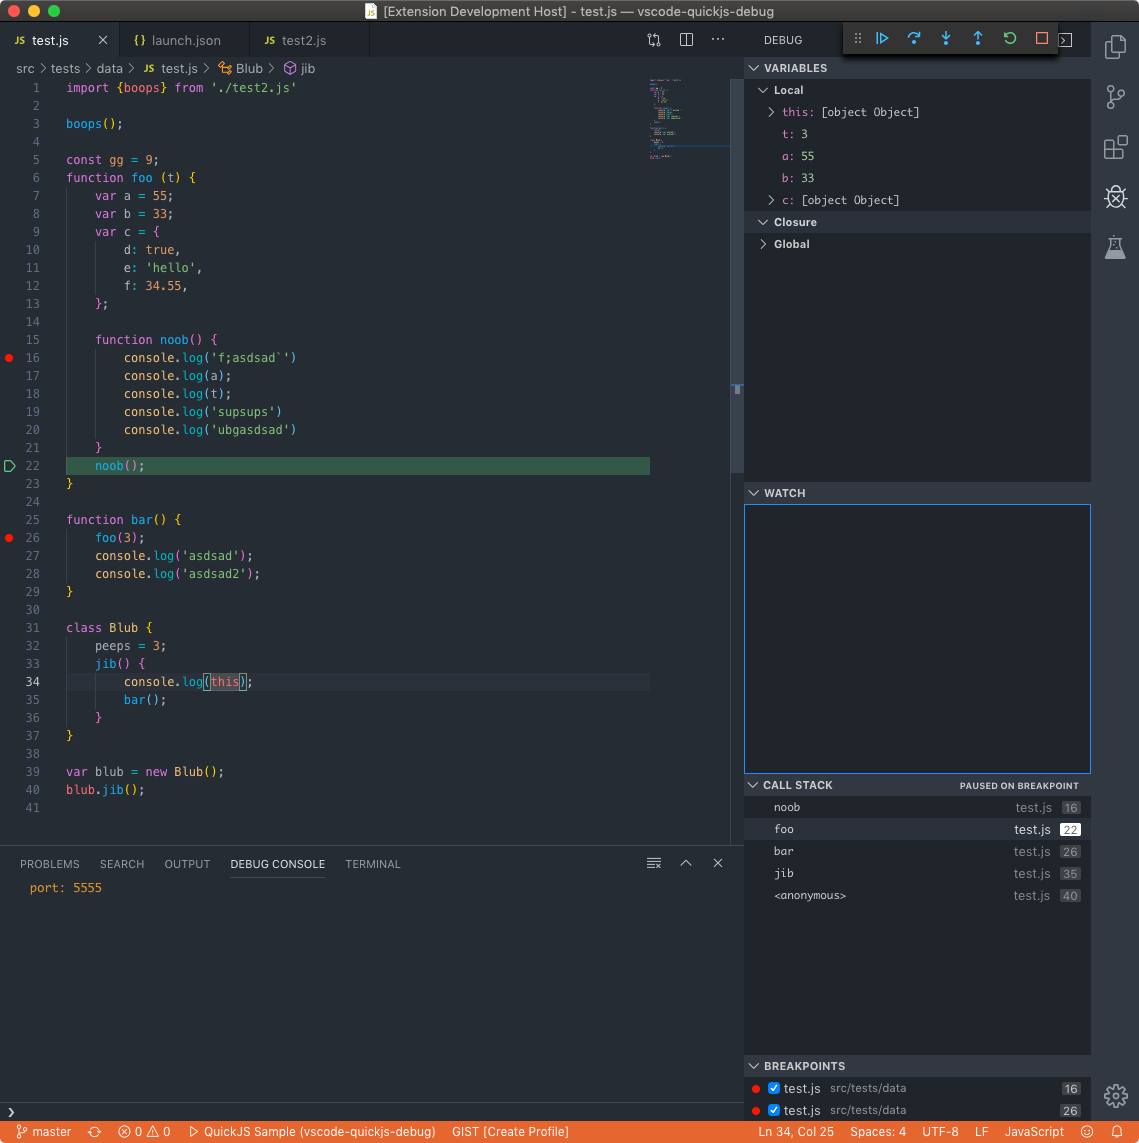 [Extension Development Host] - test.js — vscode-quickjs-debug
JS test.js
{} launch.json
JS test2.js
DEBUG
src > tests > data > JS test.js > Blub > jib
1 import {boops} from './test2.js'
2
3 boops();
4
5 const gg = 9;
6 function foo (t) {
7 var a = 55;
8 var b = 33;
9 var c = {
10 d: true,
11 e: 'hello',
12 f: 34.55,
13 };
14
15 function noob() {
16 console.log('f;asdsad`')
17 console.log(a);
18 console.log(t);
19 console.log('supsups')
20 console.log('ubgasdsad')
21 }
22 noob();
23 }
24
25 function bar() {
26 foo(3);
27 console.log('asdsad');
28 console.log('asdsad2');
29 }
30
31 class Blub {
32 peeps = 3;
33 jib() {
34 console.log(this);
35 bar();
36 }
37 }
38
39 var blub = new Blub();
40 blub.jib();
41
VARIABLES
Local
this: [object Object]
t: 3
a: 55
b: 33
c: [object Object]
Closure
Global
WATCH
CALL STACK PAUSED ON BREAKPOINT
noob test.js 16
foo test.js 22
bar test.js 26
jib test.js 35
<anonymous> test.js 40
BREAKPOINTS
test.js src/tests/data 16
test.js src/tests/data 26
PROBLEMS SEARCH OUTPUT DEBUG CONSOLE TERMINAL
port: 5555
master 0 0 QuickJS Sample (vscode-quickjs-debug) GIST [Create Profile] Ln 34, Col 25 Spaces: 4 UTF-8 LF JavaScript